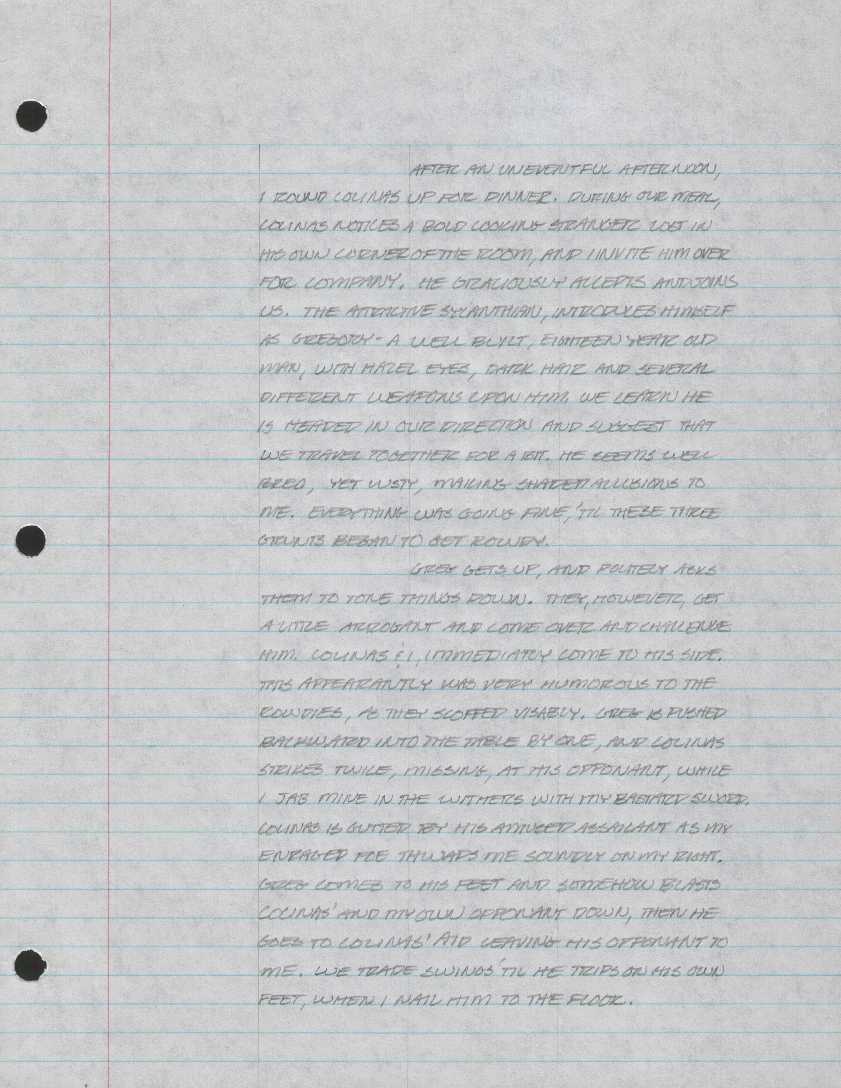 AFTER AN UNEVENTFUL AFTERNOON,
I ROUND COLINAS UP FOR DINNER. DURING OUR MEAL,
COLINAS NOTICES A BOLD LOOKING STRANGER LOST IN
HIS OWN CORNER OF THE ROOM, AND I INVITE HIM OVER
FOR COMPANY. HE GRACIOUSLY ACCEPTS AND JOINS
US. THE ATTRACTIVE SYLANTHIAN, INTRODUCES HIMSELF
AS GREGORY - A WELL BUILT, EIGHTEEN YEAR OLD
MAN, WITH HAZEL EYES, DARK HAIR AND SEVERAL
DIFFERENT WEAPONS UPON HIM. WE LEARN HE
IS HEADED IN OUR DIRECTION AND SUGGEST THAT
WE TRAVEL TOGETHER FOR A BIT. HE SEEMS WELL
BRED, YET LUSTY, MAKING SHADED ALLUSIONS TO
ME. EVERYTHING WAS GOING FINE, 'TIL THESE THREE
GRUNTS BEGAN TO GET ROWDY.
GREG GETS UP, AND POLITELY ASKS
THEM TO TONE THINGS DOWN. THEY, HOWEVER, GET
A LITTLE ARROGANT AND COME OVER AND CHALLENGE
HIM. COLINAS & I, IMMEDIATLY COME TO HIS SIDE.
THIS APPEARANTLY WAS VERY HUMOROUS TO THE
ROWDIES, AS THEY SCOFFED VISABLY. GREG IS PUSHED
BACKWARD INTO THE TABLE BY ONE, AND COLINAS
STRIKES TWICE, MISSING, AT HIS OPPONANT, WHILE
I JAB MINE IN THE WITHERS WITH MY BASTARD SWORD.
COLINAS IS GUTTED BY HIS AMUSED ASSAILANT AS MY
ENRAGED FOE THWAPS ME SOUNDLY ON MY RIGHT.
GREG COMES TO HIS FEET AND SOMEHOW BLASTS
COLINAS' AND MY OWN OPPONANT DOWN, THEN HE
GOES TO COLINAS' AID LEAVING HIS OPPONANT TO
ME. WE TRADE SWINGS 'TIL HE TRIPS ON HIS OWN
FEET, WHEN I NAIL HIM TO THE FLOOR.